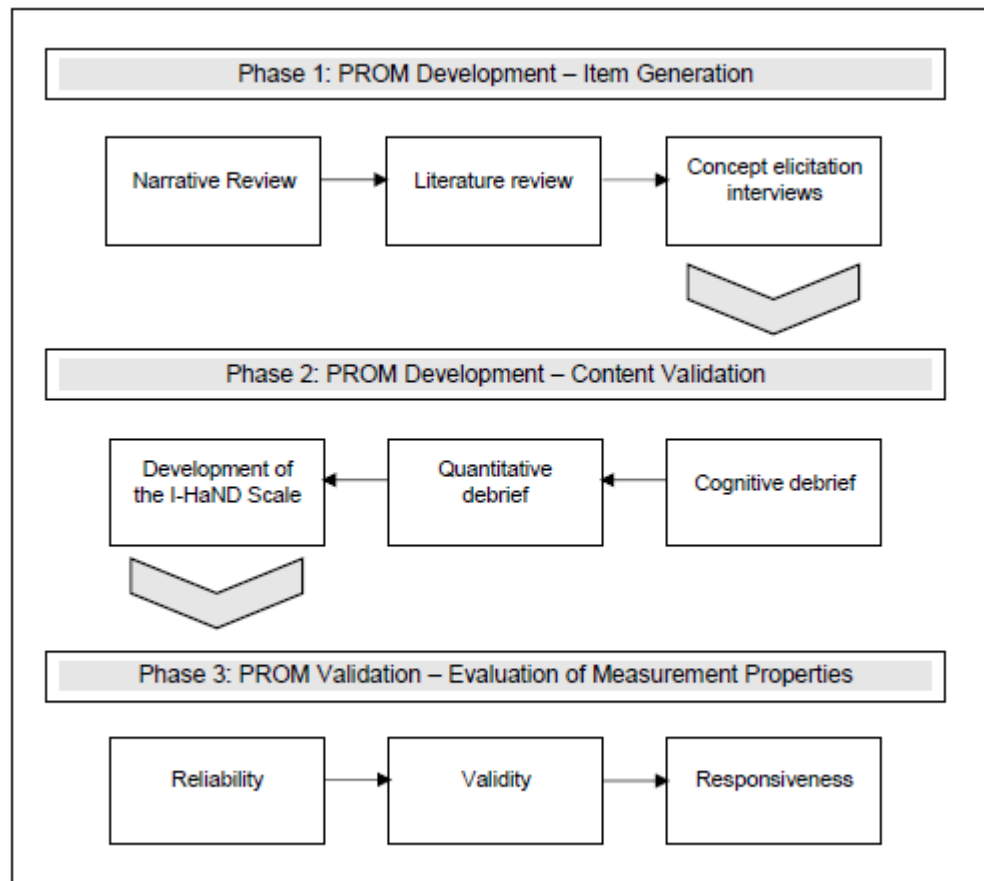 Phase 1: PROM Development – Item Generation
Narrative Review
Literature review
Concept elicitation
interviews
Phase 2: PROM Development – Content Validation
Development of
the I-HaND Scale
Quantitative
debrief
Cognitive debrief
Phase 3: PROM Validation – Evaluation of Measurement Properties
Reliability
Validity
Responsiveness